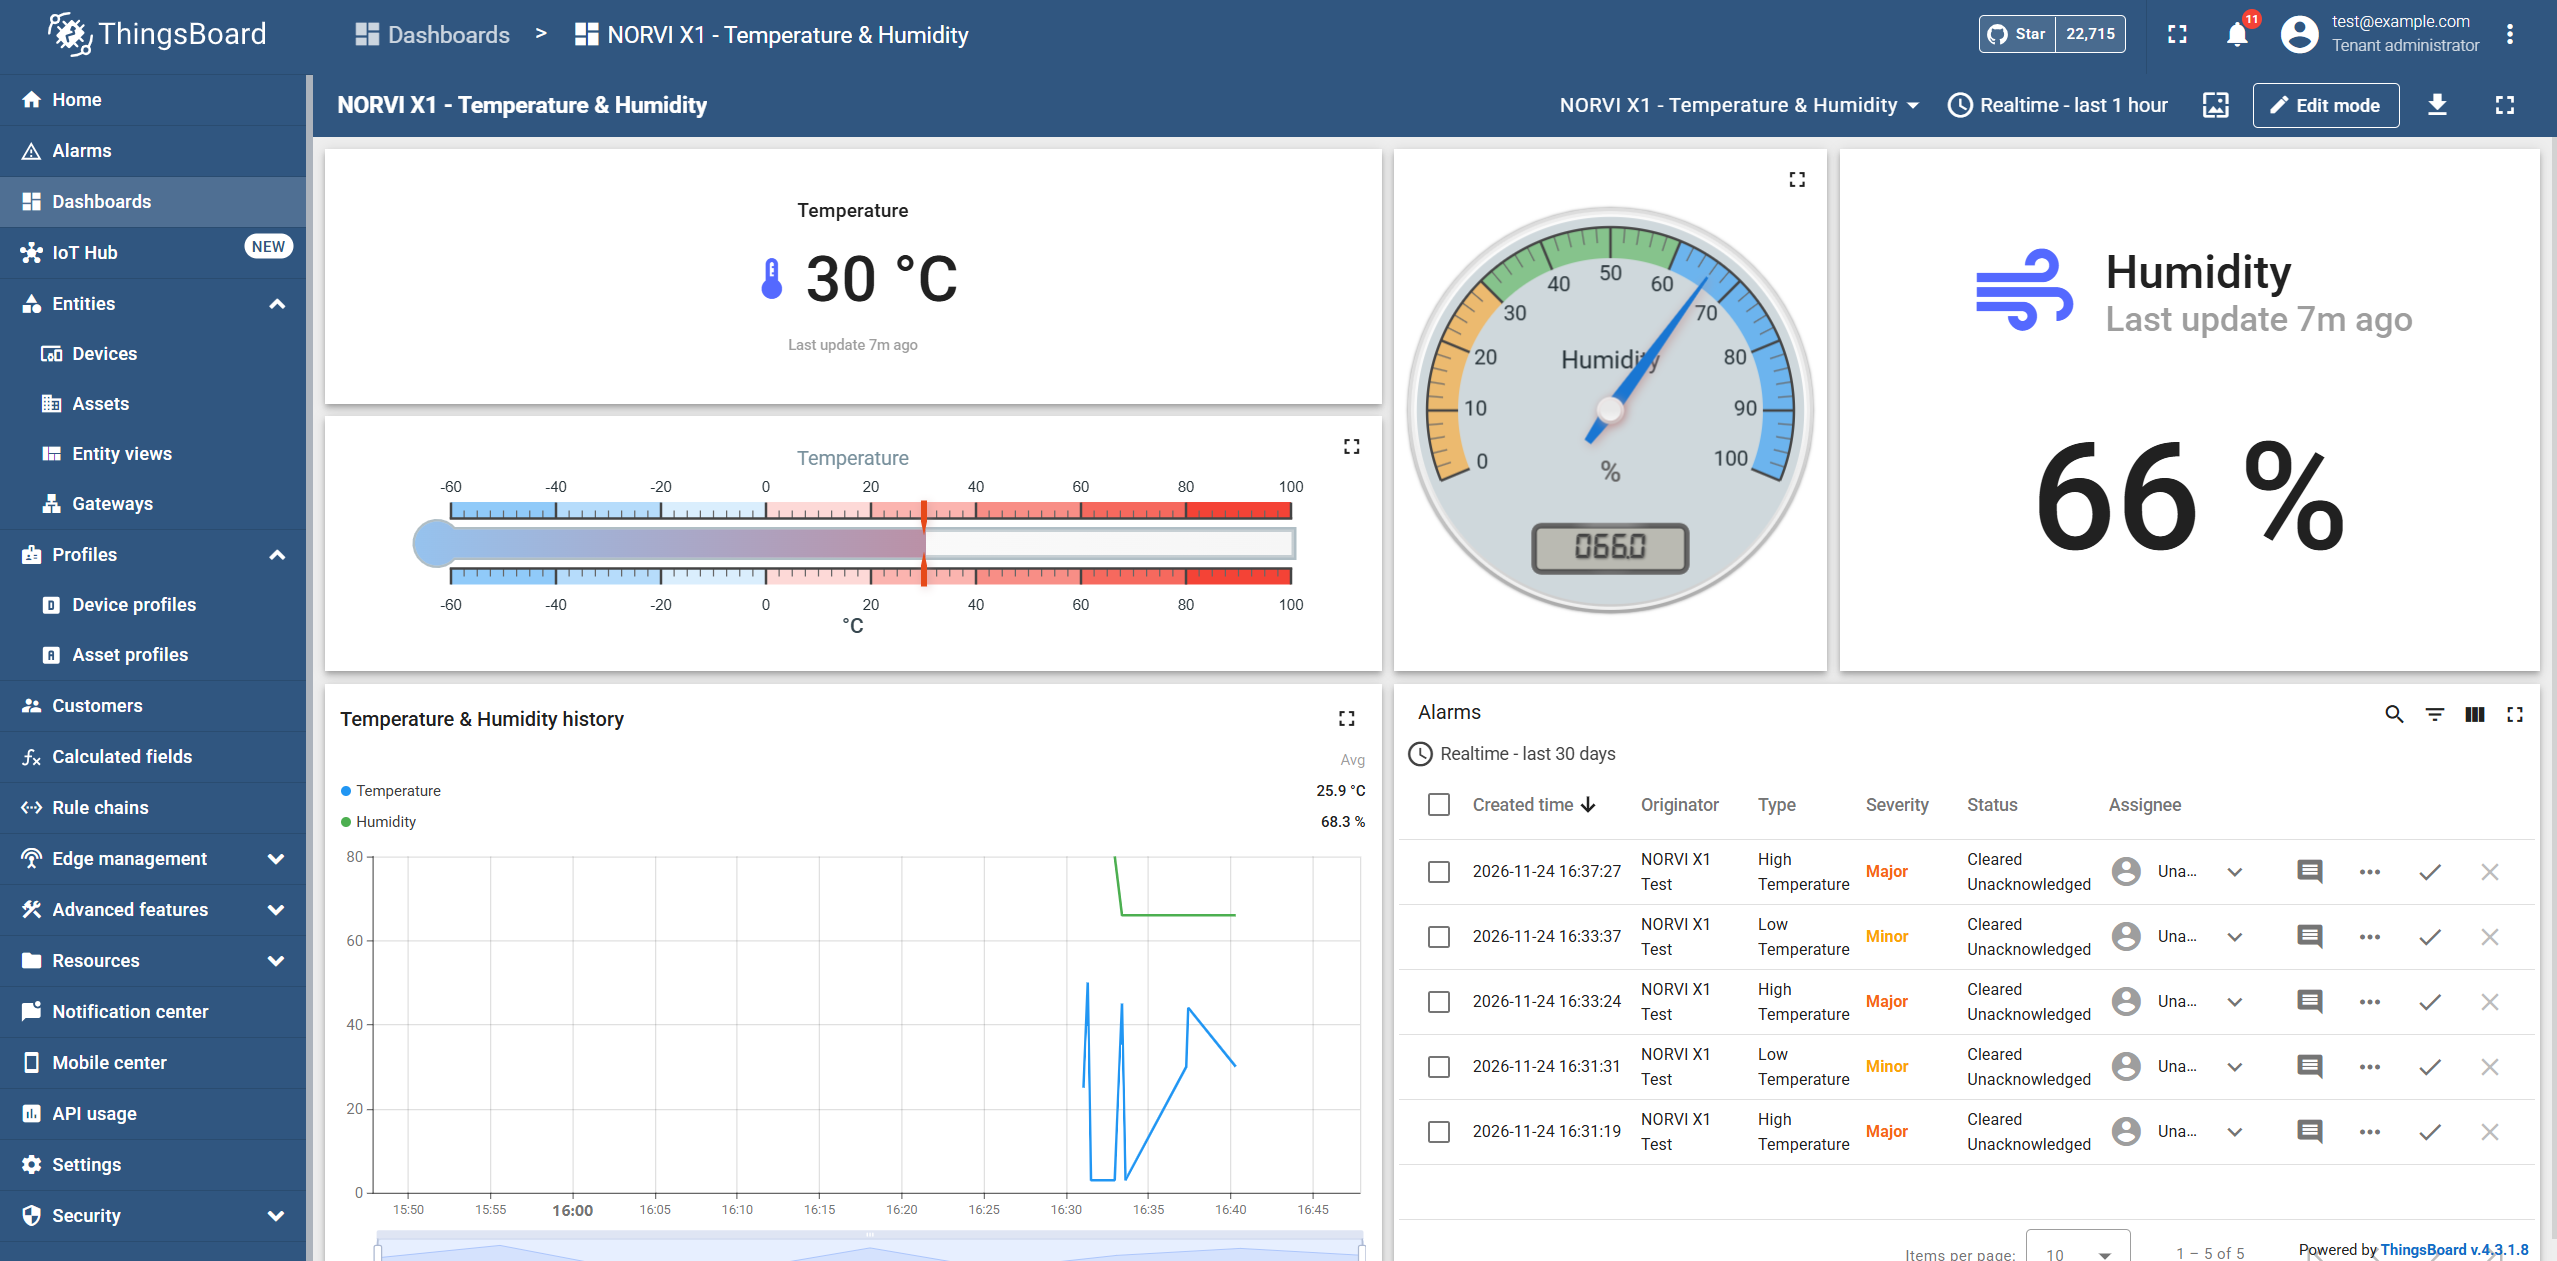 ThingsBoard
Dashboards > NORVI X1 - Temperature & Humidity
Star 22,715
11
test@example.com
Tenant administrator
Home
Alarms
Dashboards
IoT Hub NEW
Entities
Devices
Assets
Entity views
Gateways
Profiles
Device profiles
Asset profiles
Customers
Calculated fields
Rule chains
Edge management
Advanced features
Resources
Notification center
Mobile center
API usage
Settings
Security
NORVI X1 - Temperature & Humidity
NORVI X1 - Temperature & Humidity
Realtime - last 1 hour
Edit mode
Temperature
30 °C
Last update 7m ago
Temperature
-60 -40 -20 0 20 40 60 80 100
-60 -40 -20 0 20 40 60 80 100
°C
0 10 20 30 40 50 60 70 80 90 100
Humidity
%
066.0
Humidity
Last update 7m ago
66 %
Temperature & Humidity history
Avg
Temperature 25.9 °C
Humidity 68.3 %
80
60
40
20
0
15:50 15:55 16:00 16:05 16:10 16:15 16:20 16:25 16:30 16:35 16:40 16:45
Alarms
Realtime - last 30 days
Created time Originator Type Severity Status Assignee
2026-11-24 16:37:27 NORVI X1 Test High Temperature Major Cleared Unacknowledged Una...
2026-11-24 16:33:37 NORVI X1 Test Low Temperature Minor Cleared Unacknowledged Una...
2026-11-24 16:33:24 NORVI X1 Test High Temperature Major Cleared Unacknowledged Una...
2026-11-24 16:31:31 NORVI X1 Test Low Temperature Minor Cleared Unacknowledged Una...
2026-11-24 16:31:19 NORVI X1 Test High Temperature Major Cleared Unacknowledged Una...
Items per page: 10 1 – 5 of 5
Powered by ThingsBoard v.4.3.1.8